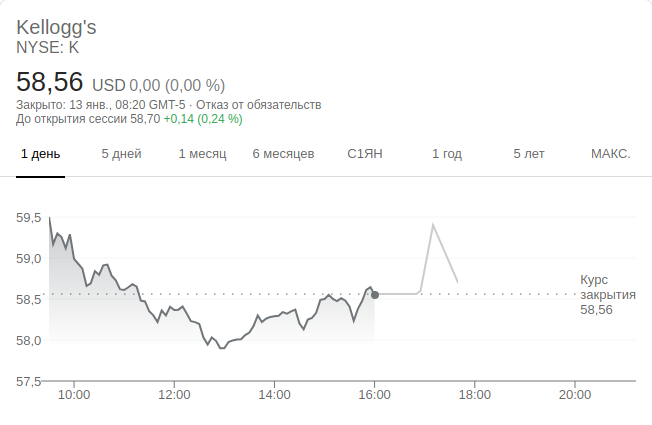 Kellogg's
NYSE: K
58,56 USD 0,00 (0,00 %)
Закрыто: 13 янв., 08:20 GMT-5 · Отказ от обязательств
До открытия сессии 58,70 +0,14 (0,24 %)
1 день 5 дней 1 месяц 6 месяцев С1ЯН 1 год 5 лет МАКС.
59,5
59,0
58,5
58,0
57,5
Курс
закрытия
58,56
10:00 12:00 14:00 16:00 18:00 20:00